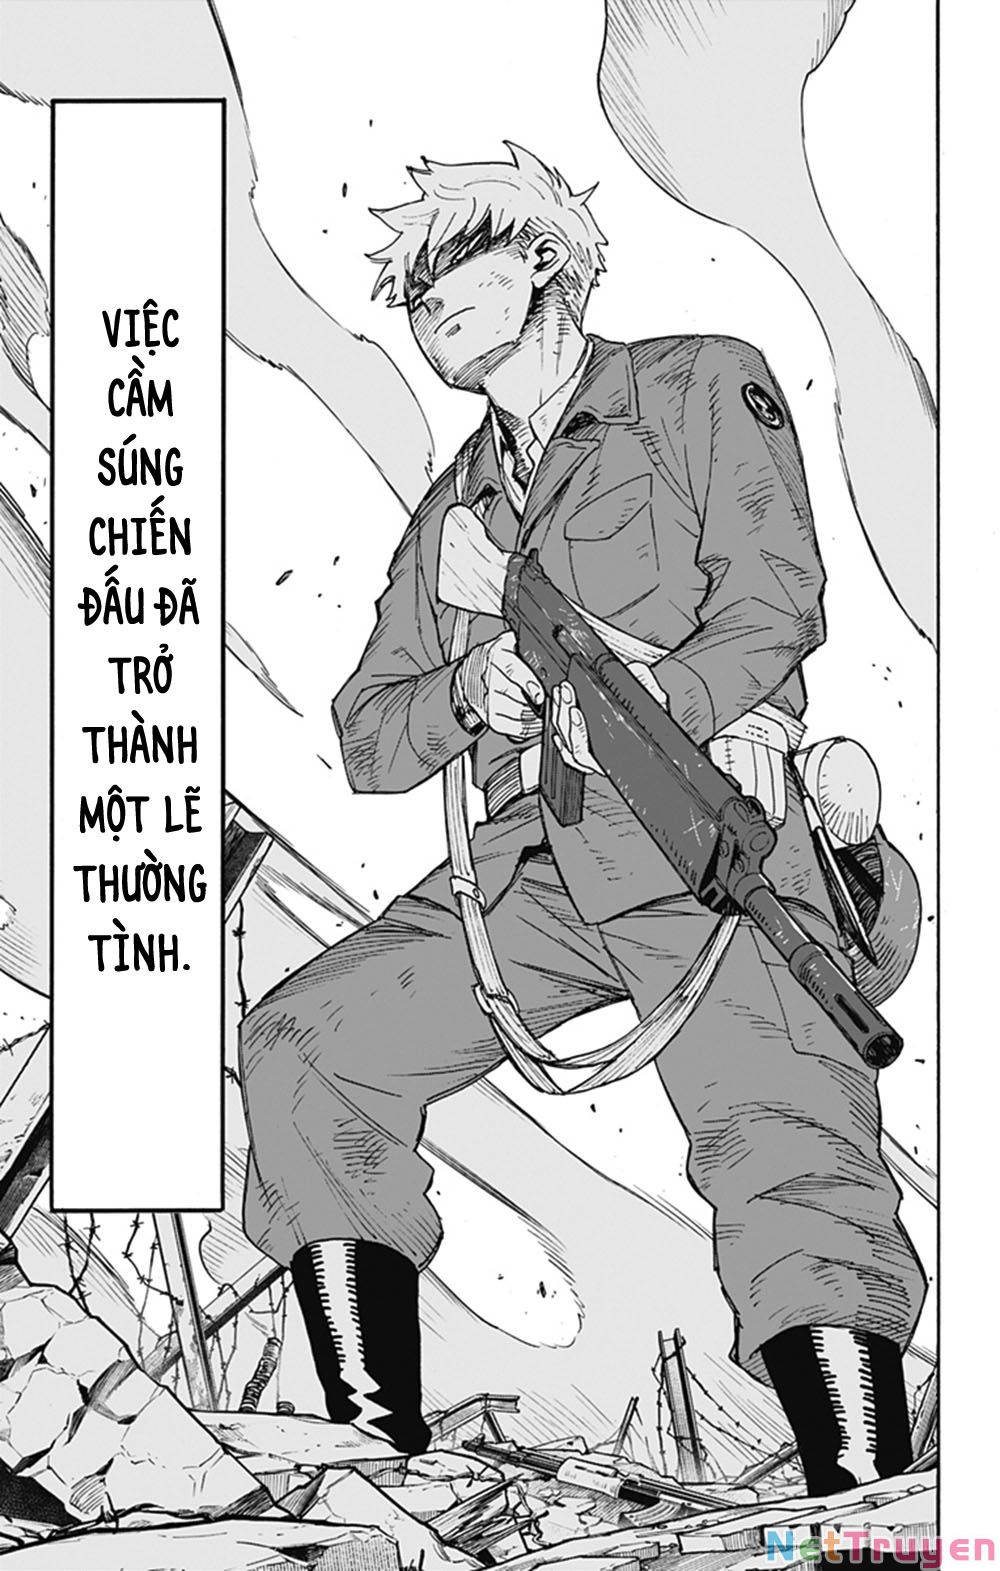 VIỆC
CẦM
SÚNG
CHIẾN
ĐẤU ĐÃ
TRỞ
THÀNH
MỘT LẼ
THƯỜNG
TÌNH.
NetTruyen